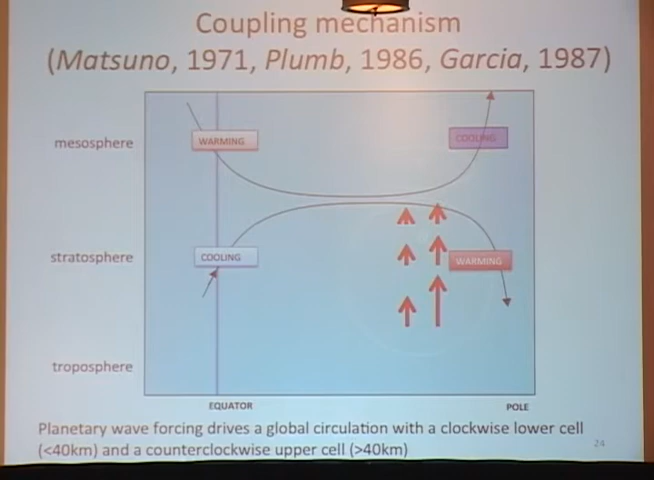 Coupling mechanism
(Matsuno, 1971, Plumb, 1986, Garcia, 1987)
mesosphere
WARMING
COOLING
stratosphere
COOLING
WARMING
troposphere
EQUATOR
POLE
Planetary wave forcing drives a global circulation with a clockwise lower cell
(<40km) and a counterclockwise upper cell (>40km)
24